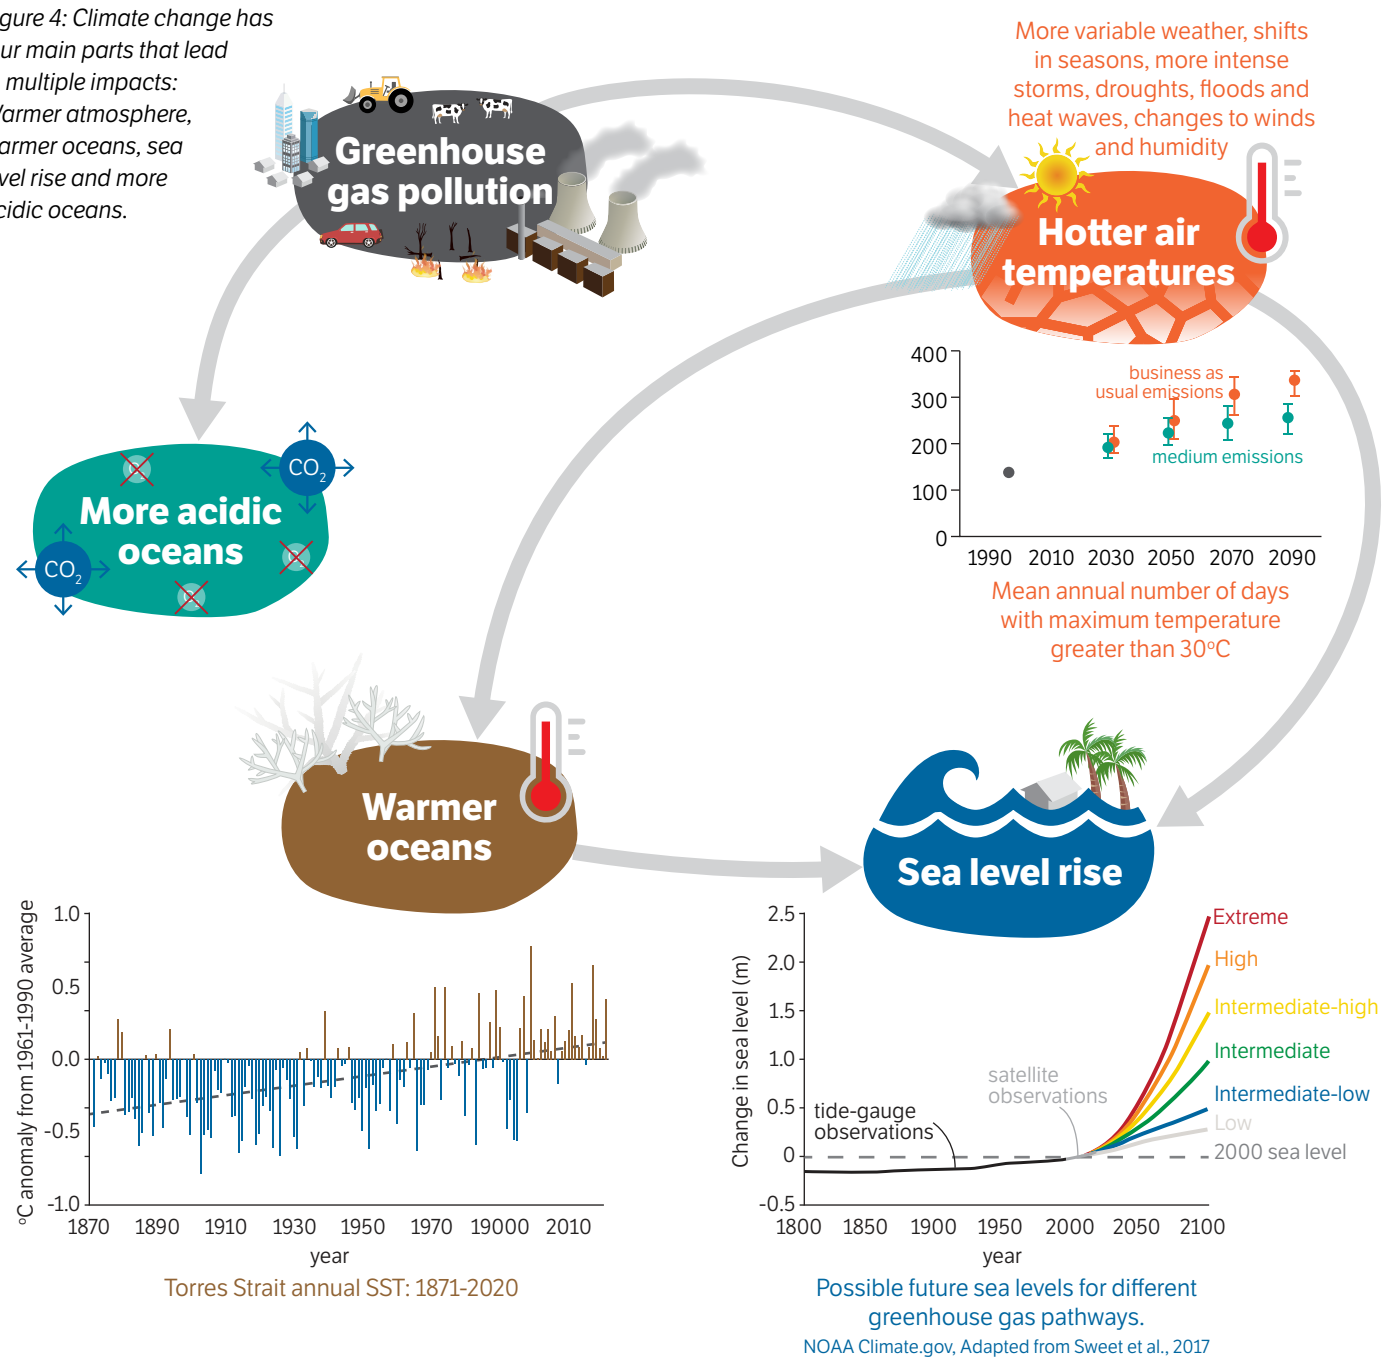 gure 4: Climate change has
ur main parts that lead
multiple impacts:
armer atmosphere,
armer oceans, sea
vel rise and more
cidic oceans.
More variable weather, shifts
in seasons, more intense
storms, droughts, floods and
heat waves, changes to winds
and humidity
Greenhouse
gas pollution
Hotter air
temperatures
400
300
200
100
0
business as
usual emissions
medium emissions
1990 2010 2030 2050 2070 2090
Mean annual number of days
with maximum temperature
greater than 30°C
CO2
More acidic
oceans
CO2
Warmer
oceans
Sea level rise
°C anomaly from 1961-1990 average
1.0
0.5
0.0
-0.5
-1.0
1870 1890 1910 1930 1950 1970 19000 2010
year
Torres Strait annual SST: 1871-2020
Change in sea level (m)
2.5
2.0
1.5
1.0
0.5
0
-0.5
Extreme
High
Intermediate-high
Intermediate
Intermediate-low
Low
2000 sea level
satellite
observations
tide-gauge
observations
1800 1850 1900 1950 2000 2050 2100
year
Possible future sea levels for different
greenhouse gas pathways.
NOAA Climate.gov, Adapted from Sweet et al., 2017